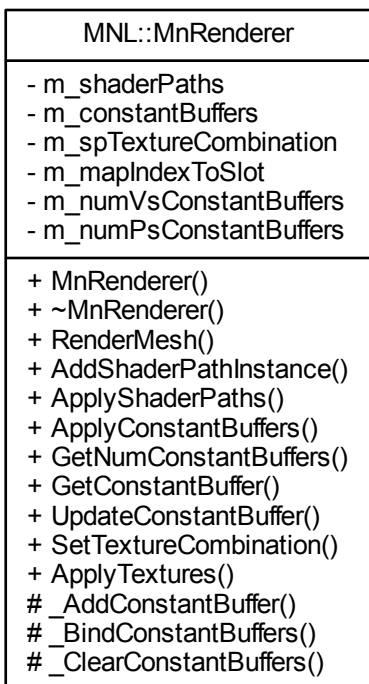 MNL::MnRenderer
- m_shaderPaths
- m_constantBuffers
- m_spTextureCombination
- m_mapIndexToSlot
- m_numVsConstantBuffers
- m_numPsConstantBuffers
+ MnRenderer()
+ ~MnRenderer()
+ RenderMesh()
+ AddShaderPathInstance()
+ ApplyShaderPaths()
+ ApplyConstantBuffers()
+ GetNumConstantBuffers()
+ GetConstantBuffer()
+ UpdateConstantBuffer()
+ SetTextureCombination()
+ ApplyTextures()
# _AddConstantBuffer()
# _BindConstantBuffers()
# _ClearConstantBuffers()